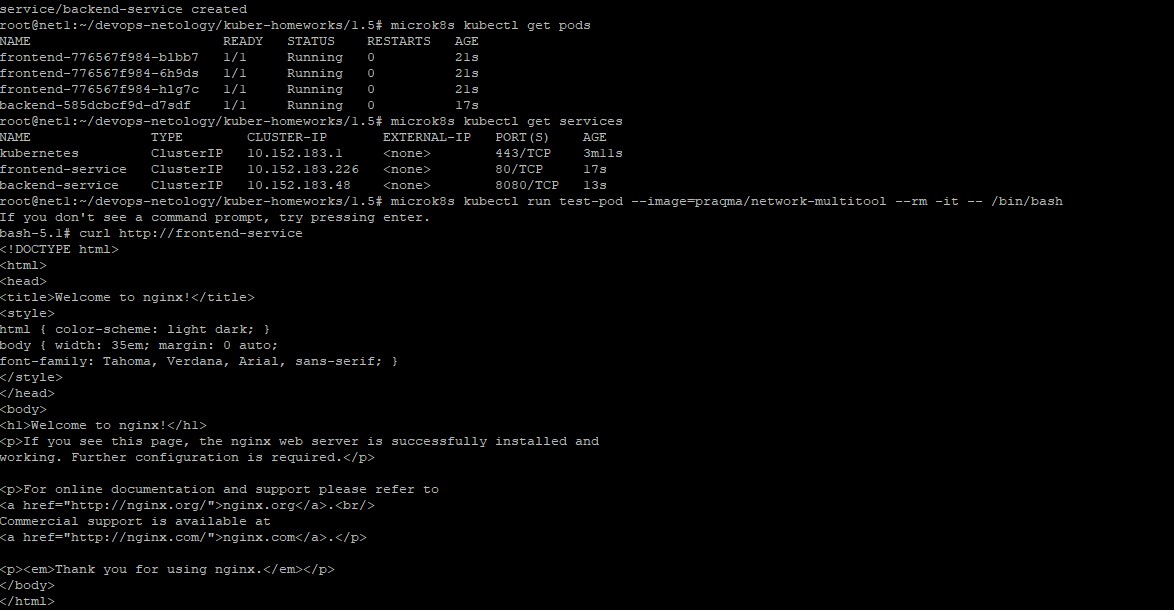 service/backend-service created
root@net1:~/devops-netology/kuber-homeworks/1.5# microk8s kubectl get pods
NAME                        READY   STATUS    RESTARTS   AGE
frontend-776567f984-blbb7   1/1     Running   0          21s
frontend-776567f984-6h9ds   1/1     Running   0          21s
frontend-776567f984-hlg7c   1/1     Running   0          21s
backend-585dcbcf9d-d7sdf    1/1     Running   0          17s
root@net1:~/devops-netology/kuber-homeworks/1.5# microk8s kubectl get services
NAME               TYPE        CLUSTER-IP       EXTERNAL-IP   PORT(S)    AGE
kubernetes         ClusterIP   10.152.183.1     <none>        443/TCP    3m11s
frontend-service   ClusterIP   10.152.183.226   <none>        80/TCP     17s
backend-service    ClusterIP   10.152.183.48    <none>        8080/TCP   13s
root@net1:~/devops-netology/kuber-homeworks/1.5# microk8s kubectl run test-pod --image=praqma/network-multitool --rm -it -- /bin/bash
If you don't see a command prompt, try pressing enter.
bash-5.1# curl http://frontend-service
<!DOCTYPE html>
<html>
<head>
<title>Welcome to nginx!</title>
<style>
html { color-scheme: light dark; }
body { width: 35em; margin: 0 auto;
font-family: Tahoma, Verdana, Arial, sans-serif; }
</style>
</head>
<body>
<h1>Welcome to nginx!</h1>
<p>If you see this page, the nginx web server is successfully installed and
working. Further configuration is required.</p>

<p>For online documentation and support please refer to
<a href="http://nginx.org/">nginx.org</a>.<br/>
Commercial support is available at
<a href="http://nginx.com/">nginx.com</a>.</p>

<p><em>Thank you for using nginx.</em></p>
</body>
</html>